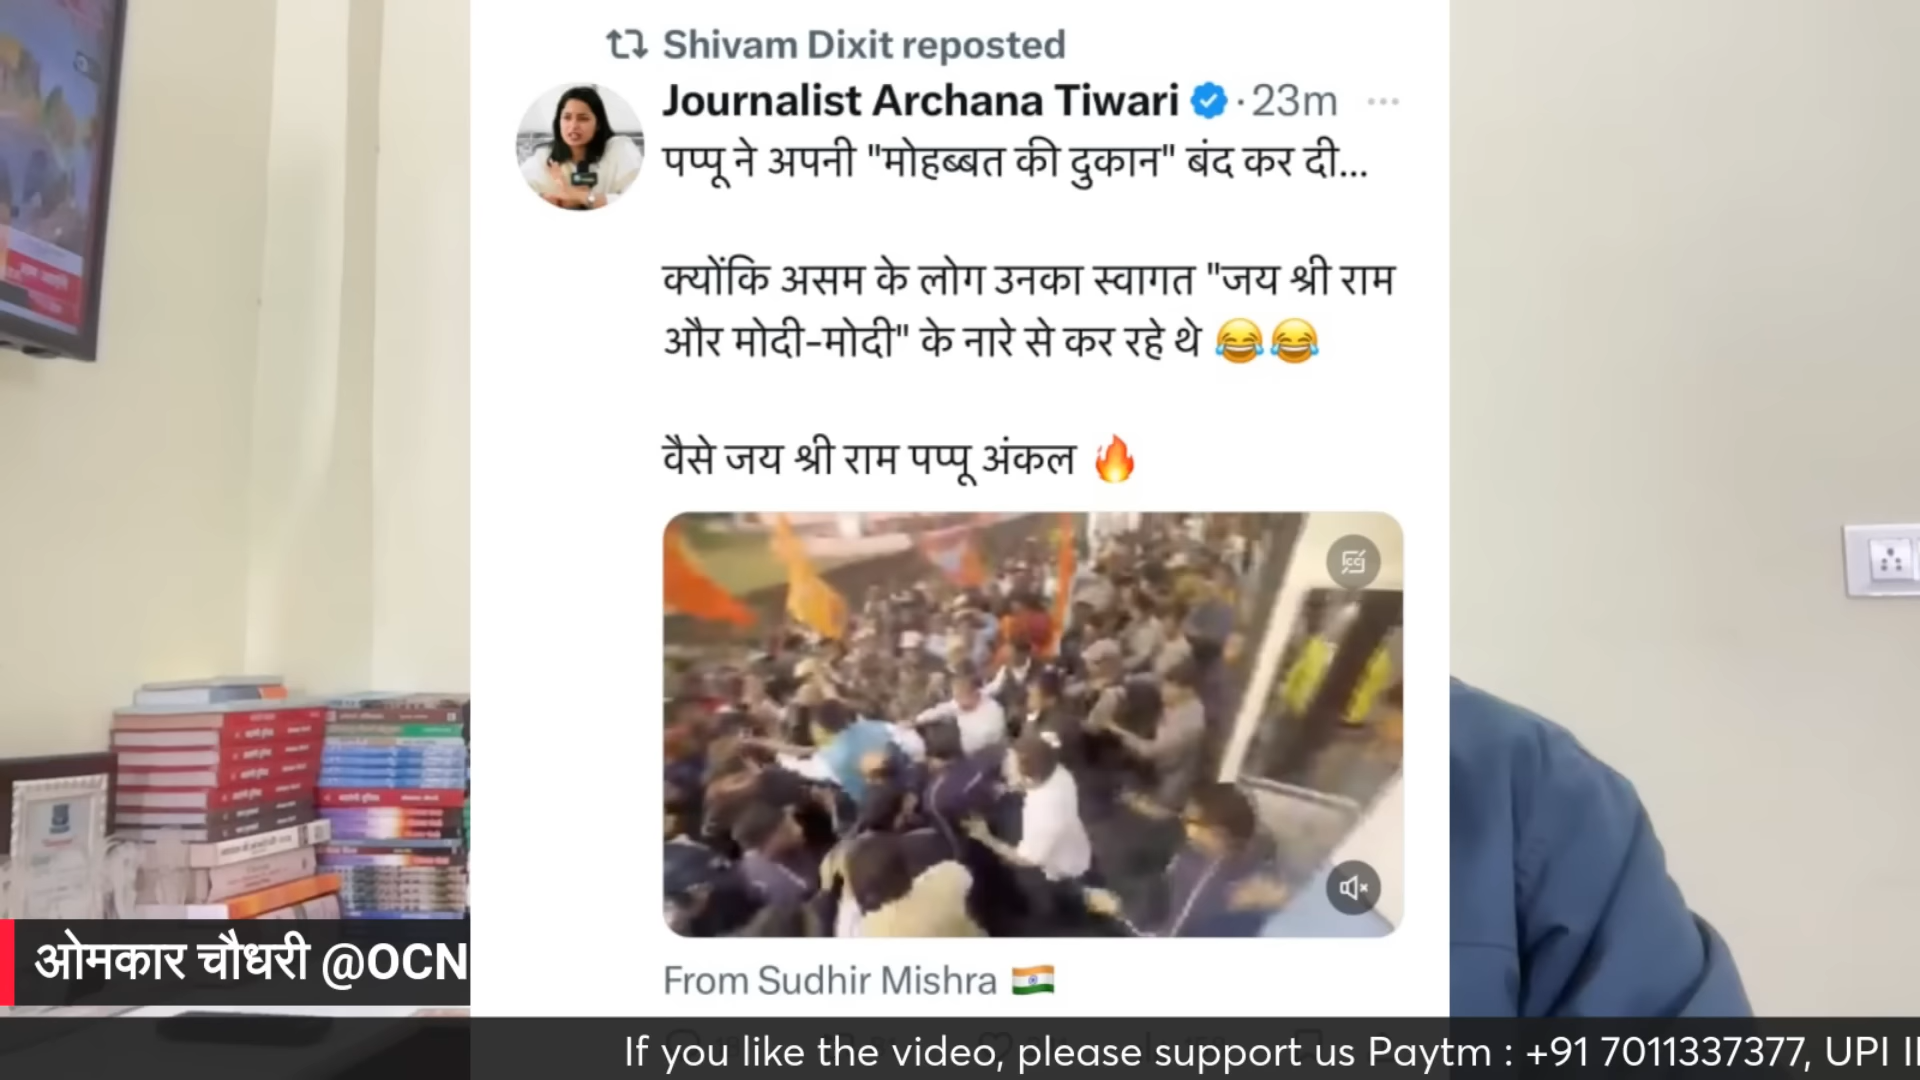 Shivam Dixit reposted
Journalist Archana Tiwari · 23m
पप्पू ने अपनी "मोहब्बत की दुकान" बंद कर दी...
क्योंकि असम के लोग उनका स्वागत "जय श्री राम
और मोदी-मोदी" के नारे से कर रहे थे 😂😂
वैसे जय श्री राम पप्पू अंकल 🔥
From Sudhir Mishra 🇮🇳
ओमकार चौधरी @OCN
If you like the video, please support us Paytm : +91 7011337377, UPI